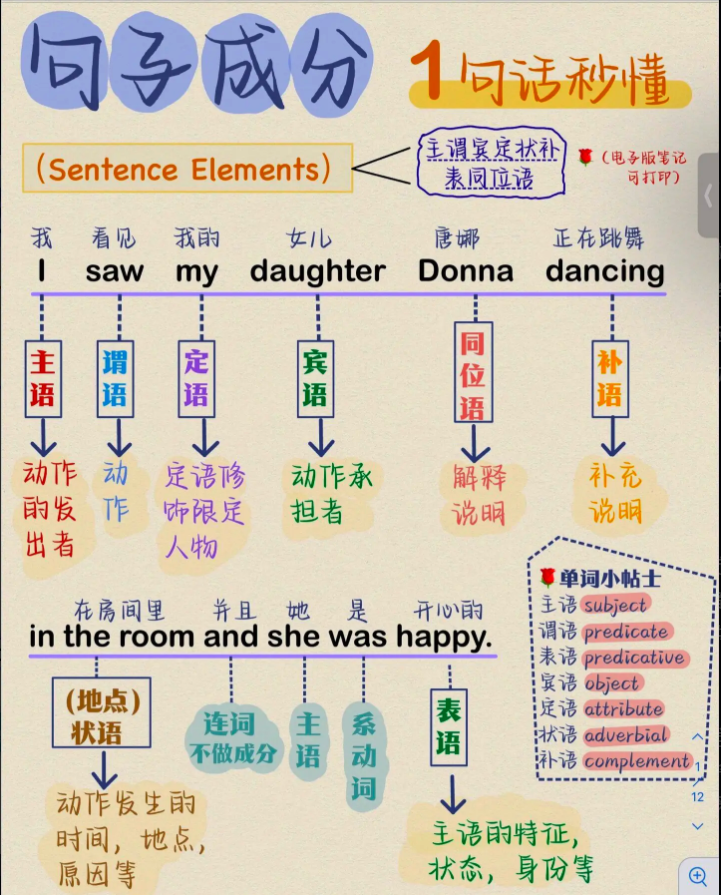 句子成分
1句话秒懂
(Sentence Elements)
主谓宾定状补
表同位语
(电子版笔记
可打印)
我 看见 我的 女儿 唐娜 正在跳舞
I saw my daughter Donna dancing
主语 谓语 定语 宾语 同位语 补语
动作的发出者
动作
定语修饰限定人物
动作承担者
解释说明
补充说明
单词小帖士
主语 subject
谓语 predicate
表语 predicative
宾语 object
定语 attribute
状语 adverbial
补语 complement
在房间里 并且 她 是 开心的
in the room and she was happy.
(地点)
状语
连词
不做成分
主语
系动词
表语
动作发生的
时间,地点,
原因等
主语的特征,
状态,身份等
1
12